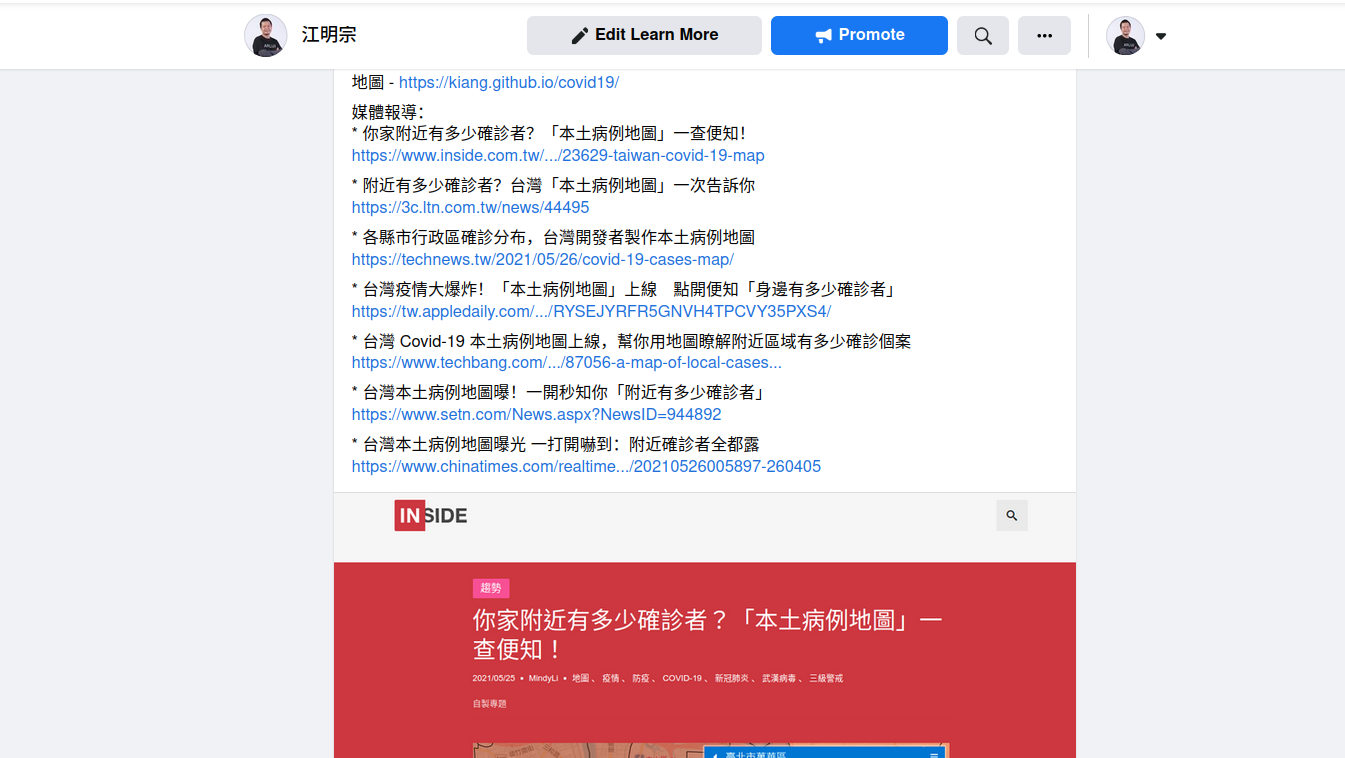 江明宗
Edit Learn More
Promote
地圖 - https://kiang.github.io/covid19/
媒體報導：
* 你家附近有多少確診者？「本土病例地圖」一查便知！
https://www.inside.com.tw/.../23629-taiwan-covid-19-map
* 附近有多少確診者？台灣「本土病例地圖」一次告訴你
https://3c.ltn.com.tw/news/44495
* 各縣市行政區確診分布，台灣開發者製作本土病例地圖
https://technews.tw/2021/05/26/covid-19-cases-map/
* 台灣疫情大爆炸！「本土病例地圖」上線　點開便知「身邊有多少確診者」
https://tw.appledaily.com/.../RYSEJYRFR5GNVH4TPCVY35PXS4/
* 台灣 Covid-19 本土病例地圖上線，幫你用地圖瞭解附近區域有多少確診個案
https://www.techbang.com/.../87056-a-map-of-local-cases...
* 台灣本土病例地圖曝！一開秒知你「附近有多少確診者」
https://www.setn.com/News.aspx?NewsID=944892
* 台灣本土病例地圖曝光 一打開嚇到：附近確診者全都露
https://www.chinatimes.com/realtime.../20210526005897-260405
INSIDE
趨勢
你家附近有多少確診者？「本土病例地圖」一
查便知！
2021/05/25 • MindyLi • 地圖 、 疫情 、 防疫 、 COVID-19 、 新冠肺炎 、 武漢病毒 、 三級警戒
自製專題
臺北市萬華區